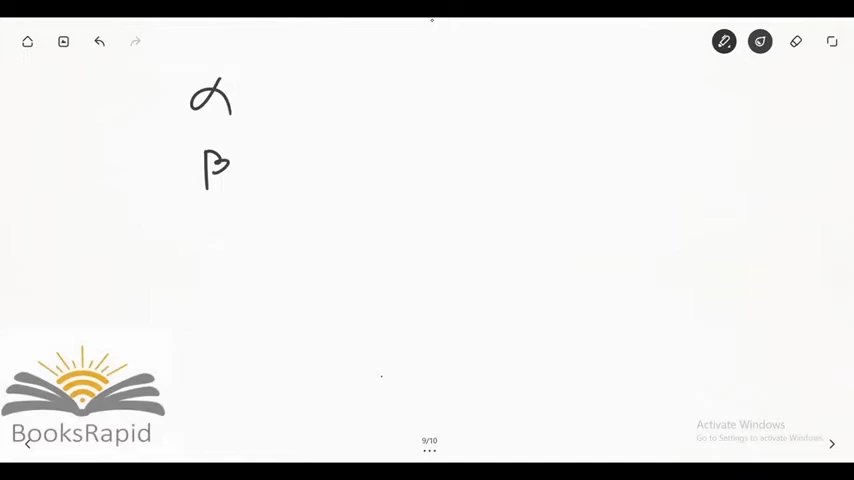 α
β
BooksRapid
9/10
Activate Windows
Go to Settings to activate Windows.